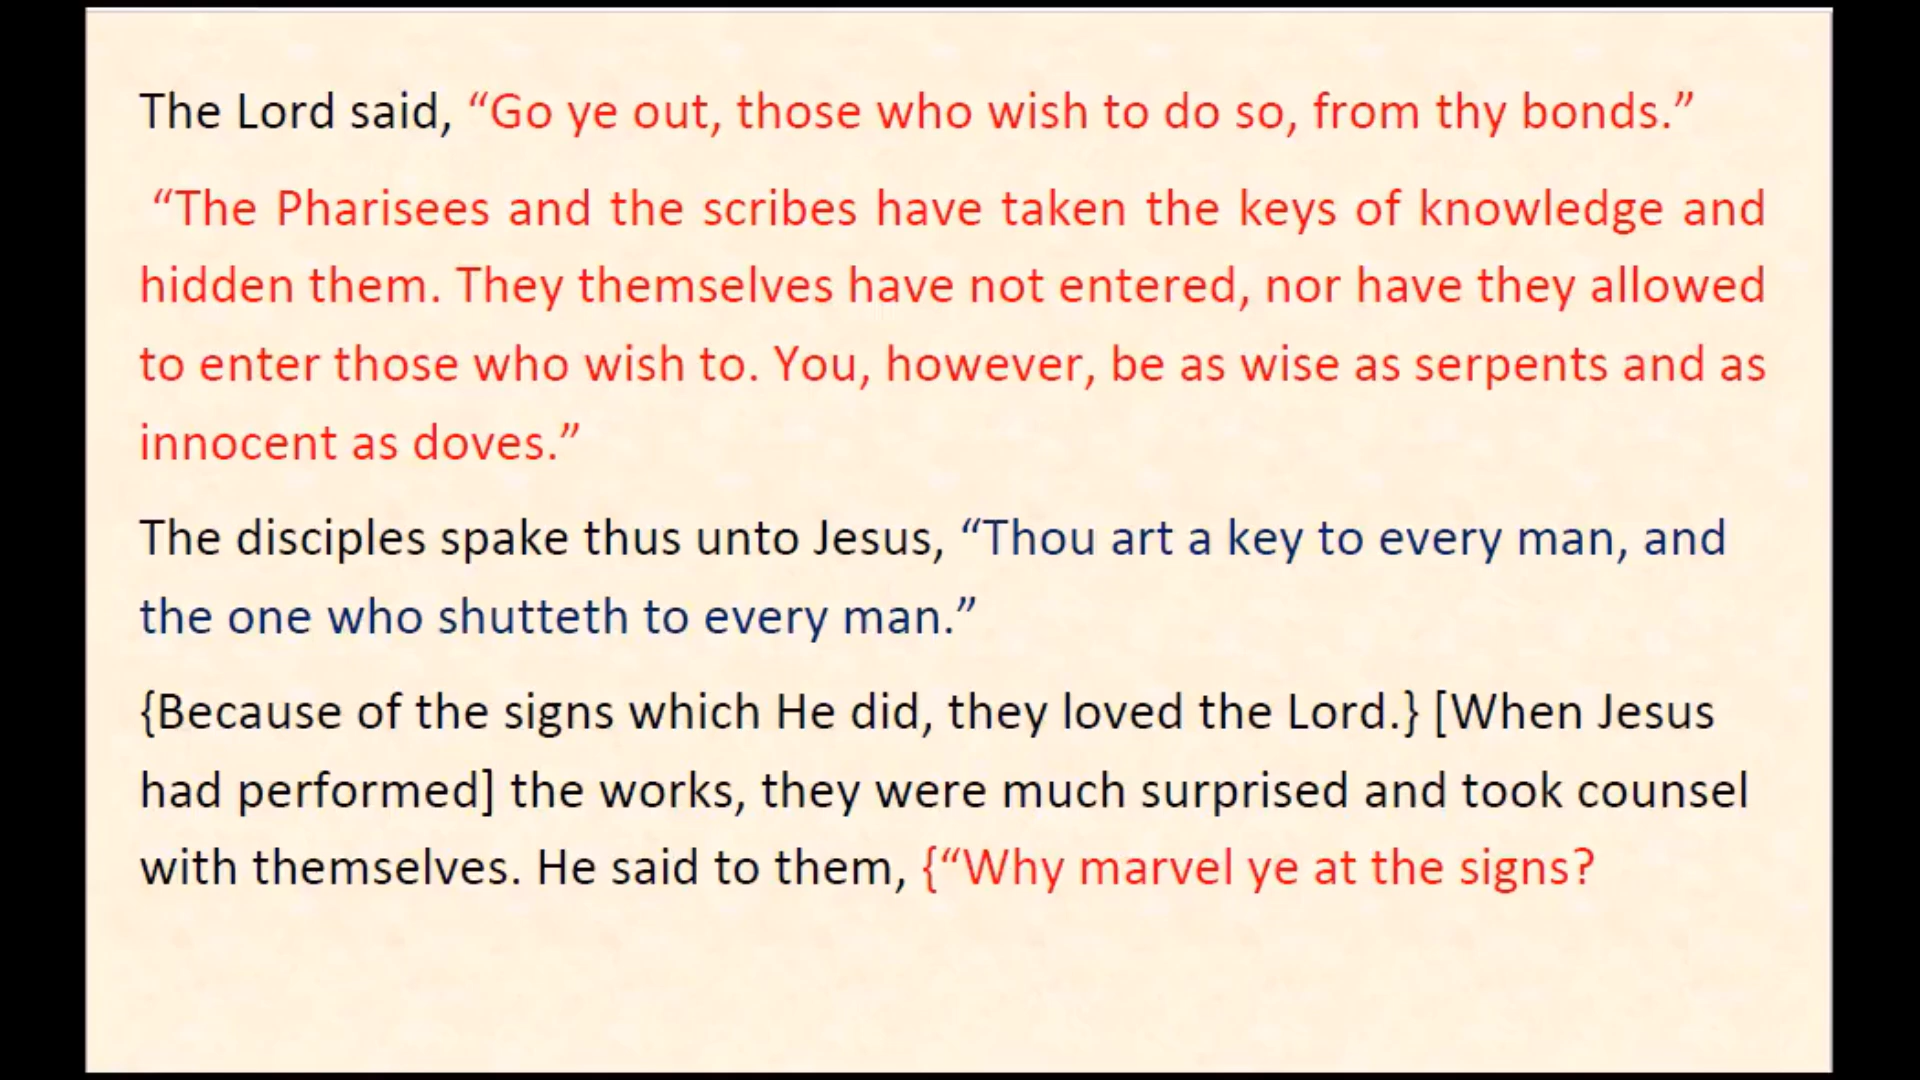 The Lord said, “Go ye out, those who wish to do so, from thy bonds.”
“The Pharisees and the scribes have taken the keys of knowledge and
hidden them. They themselves have not entered, nor have they allowed
to enter those who wish to. You, however, be as wise as serpents and as
innocent as doves.”
The disciples spake thus unto Jesus, “Thou art a key to every man, and
the one who shutteth to every man.”
{Because of the signs which He did, they loved the Lord.} [When Jesus
had performed] the works, they were much surprised and took counsel
with themselves. He said to them, {“Why marvel ye at the signs?